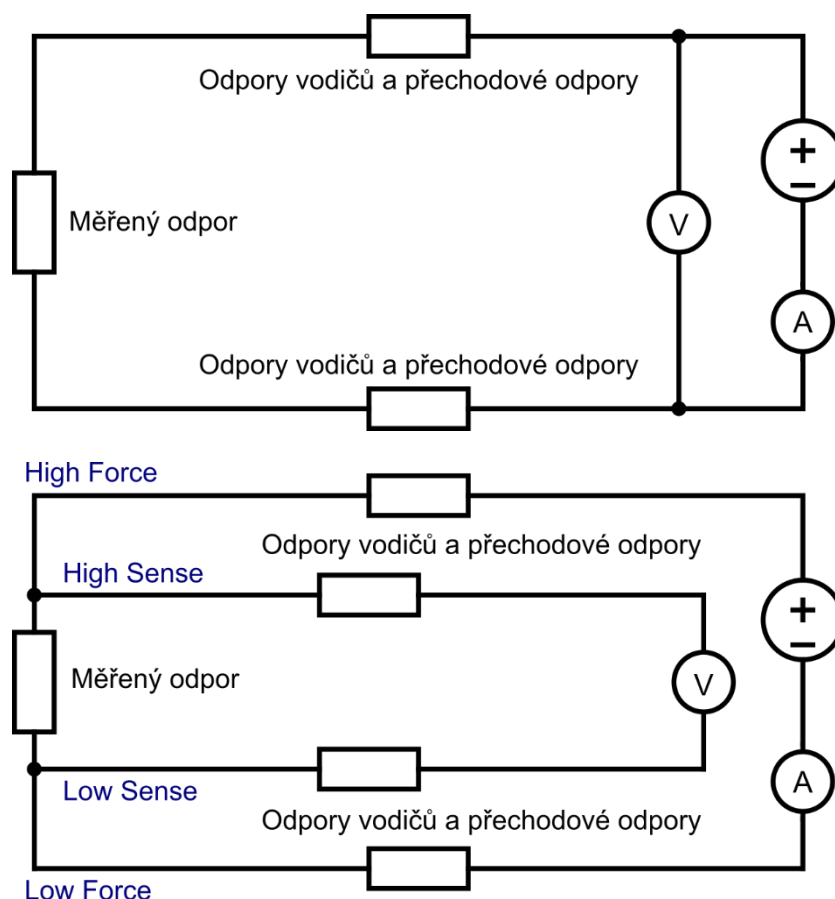 Odpory vodičů a přechodové odpory
+
−
Měřený odpor
V
A
Odpory vodičů a přechodové odpory
High Force
Odpory vodičů a přechodové odpory
High Sense
+
−
Měřený odpor
V
A
Low Sense
Odpory vodičů a přechodové odpory
Low Force